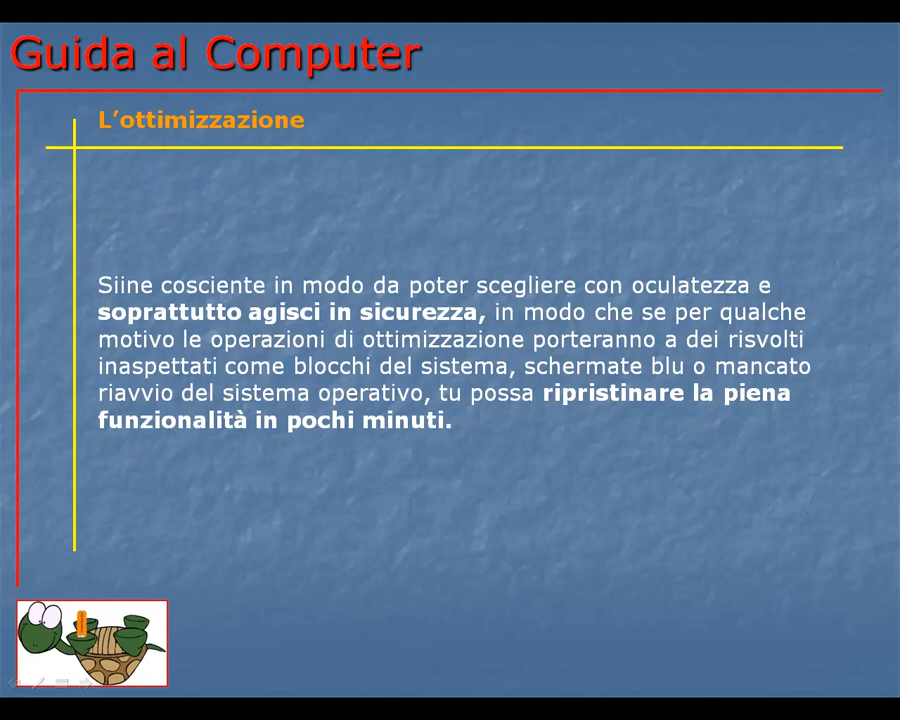 Guida al Computer
L’ottimizzazione
Siine cosciente in modo da poter scegliere con oculatezza e
soprattutto agisci in sicurezza, in modo che se per qualche
motivo le operazioni di ottimizzazione porteranno a dei risvolti
inaspettati come blocchi del sistema, schermate blu o mancato
riavvio del sistema operativo, tu possa ripristinare la piena
funzionalità in pochi minuti.